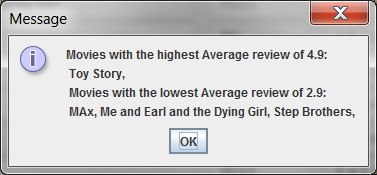 Message
Movies with the highest Average review of 4.9:
Toy Story,
Movies with the lowest Average review of 2.9:
MAx, Me and Earl and the Dying Girl, Step Brothers,
OK